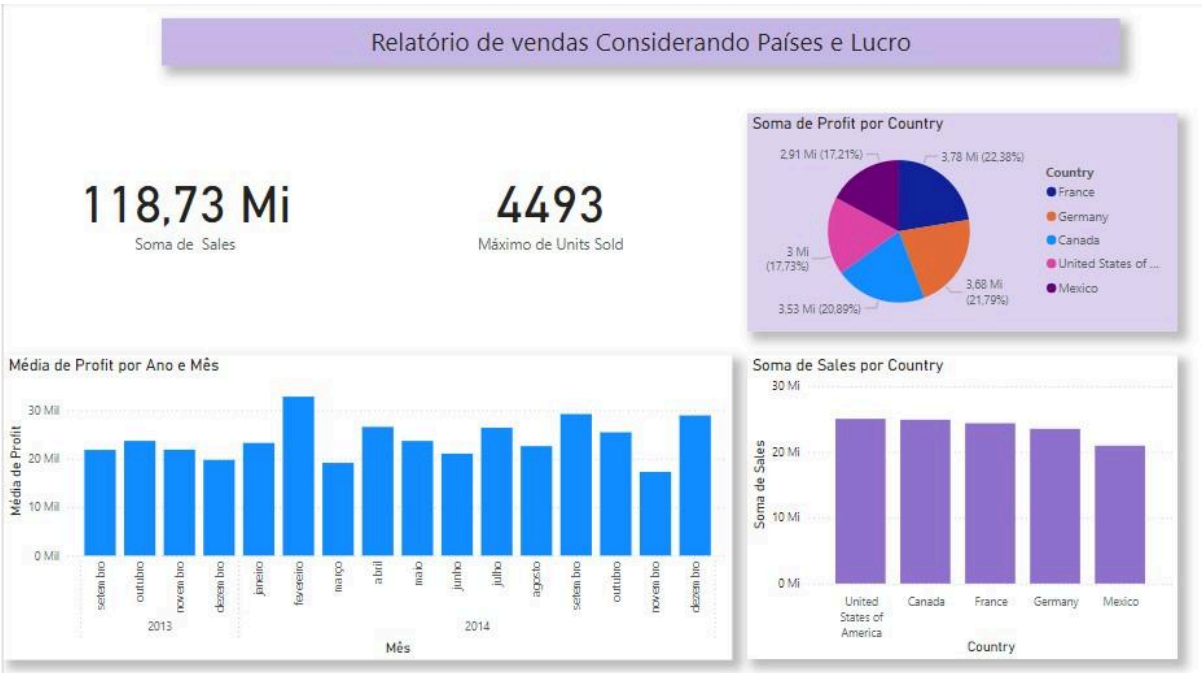 Relatório de vendas Considerando Países e Lucro
118,73 Mi
Soma de Sales
4493
Máximo de Units Sold
Soma de Profit por Country
2,91 Mi (17,21%)
3,78 Mi (22,38%)
3 Mi
(17,73%)
3,68 Mi
(21,79%)
3,53 Mi (20,89%)
Country
France
Germany
Canada
United States of ...
Mexico
Média de Profit por Ano e Mês
Média de Profit
30 Mil
20 Mil
10 Mil
0 Mil
setembro
outubro
novembro
dezembro
janeiro
fevereiro
março
abril
maio
junho
julho
agosto
setembro
outubro
novembro
dezembro
2013
2014
Mês
Soma de Sales por Country
Soma de Sales
30 Mi
20 Mi
10 Mi
0 Mi
United
States of
America
Canada
France
Germany
Mexico
Country